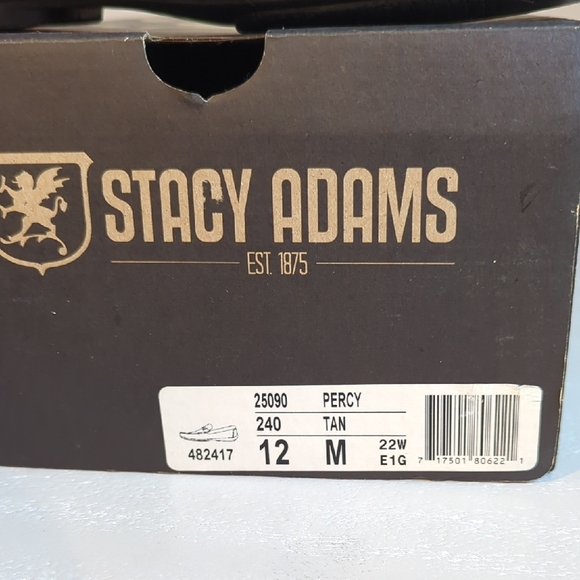 STACY ADAMS
EST. 1875
25090 PERCY
240 TAN
482417 12 M 22W
E1G
7 17501 80622 1